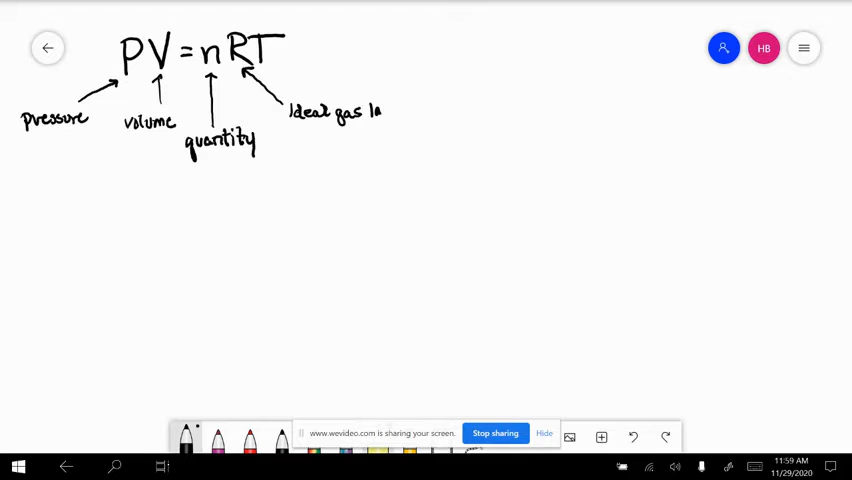 PV=nRT
HB
pressure
volume
Ideal gas la
quantity
www.wevideo.com is sharing your screen.
Stop sharing
Hide
11:59 AM
11/29/2020